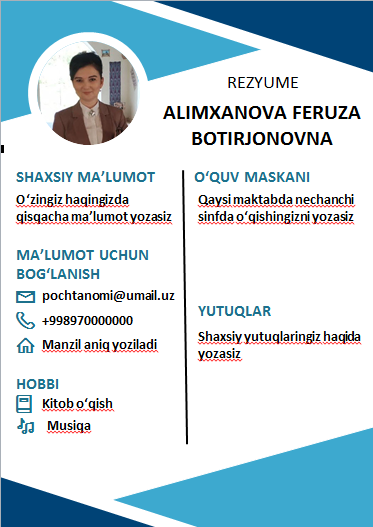 REZYUME
ALIMXANOVA FERUZA
BOTIRJONOVNA
SHAXSIY MA’LUMOT
O‘zingiz haqingizda
qisqacha ma’lumot yozasiz
MA’LUMOT UCHUN
BOG‘LANISH
pochtanomi@umail.uz
+998970000000
Manzil aniq yoziladi
HOBBI
Kitob o‘qish
Musiqa
O‘QUV MASKANI
Qaysi maktabda nechanchi
sinfda o‘qishingizni yozasiz
YUTUQLAR
Shaxsiy yutuqlaringiz haqida
yozasiz